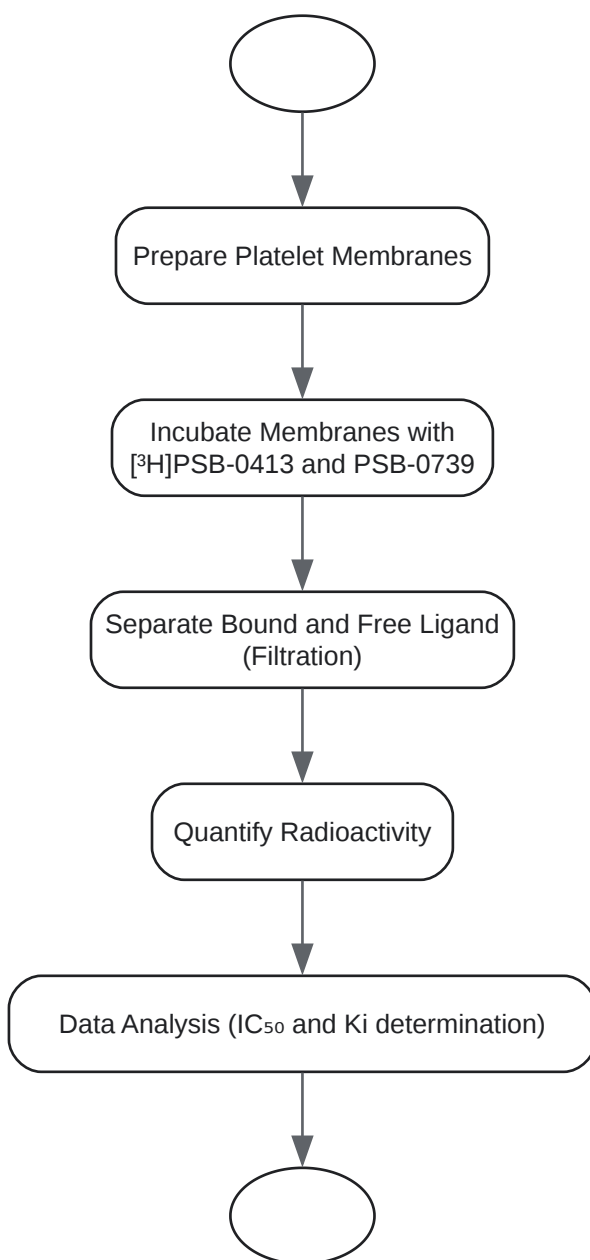 Prepare Platelet Membranes
Incubate Membranes with
[³H]PSB-0413 and PSB-0739
Separate Bound and Free Ligand
(Filtration)
Quantify Radioactivity
Data Analysis (IC₅₀ and Ki determination)